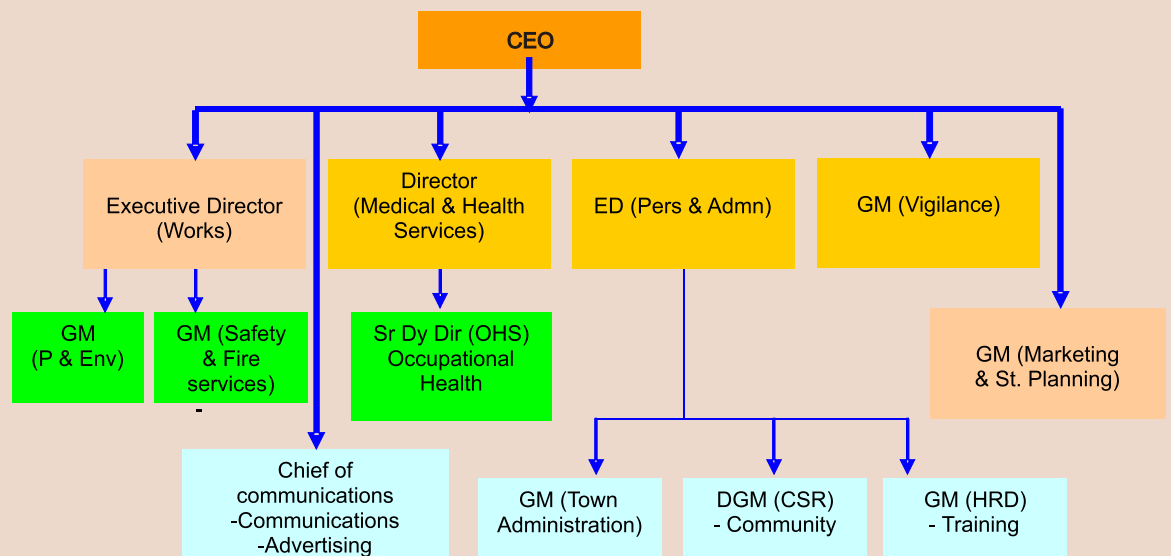 CEO
Executive Director
(Works)
Director
(Medical & Health
Services)
ED (Pers & Admn)
GM (Vigilance)
GM
(P & Env)
GM (Safety
& Fire
services)
-
Sr Dy Dir (OHS)
Occupational
Health
GM (Marketing
& St. Planning)
Chief of
communications
-Communications
-Advertising
GM (Town
Administration)
DGM (CSR)
- Community
GM (HRD)
- Training